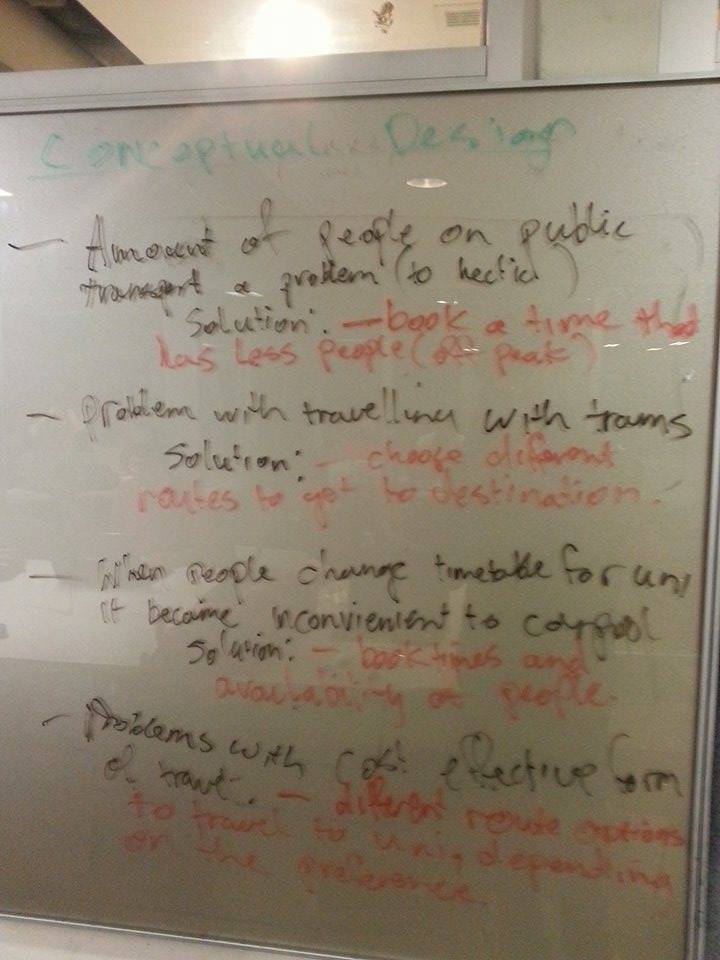 Conceptual Design
- Amount of people on public
transport a problem (to hectic)
Solution: - book a time that
has less people (off peak)
- Problem with travelling with trams
Solution: - choose different
routes to get to destination.
- When people change timetable for uni
it became inconvienient to carpool
Solution: - book times and
availability of people.
- Problems with cost effective form
of travel. - different route options
to travel to uni, depending
on the preference